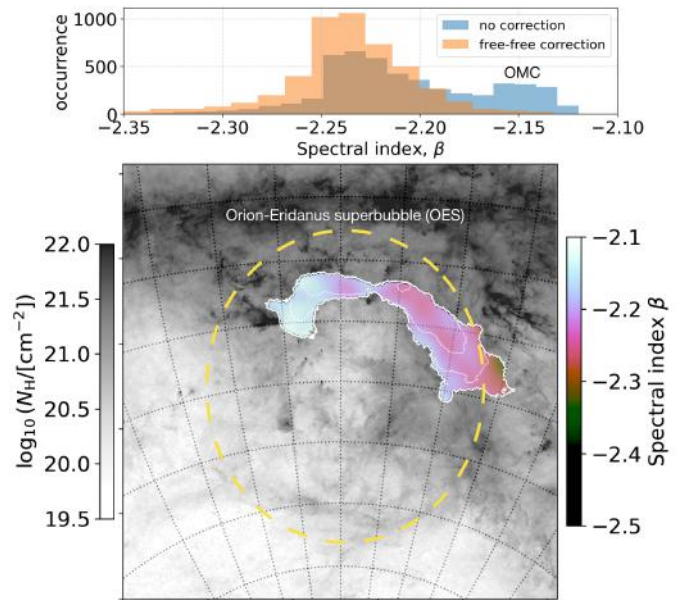 1000
500
0
occurrence
no correction
free-free correction
OMC
−2.35 −2.30 −2.25 −2.20 −2.15 −2.10
Spectral index, β
Orion-Eridanus superbubble (OES)
22.0
21.5
21.0
20.5
20.0
19.5
log₁₀ (N_H/[cm⁻²])
−2.1
−2.2
−2.3
−2.4
−2.5
Spectral index β